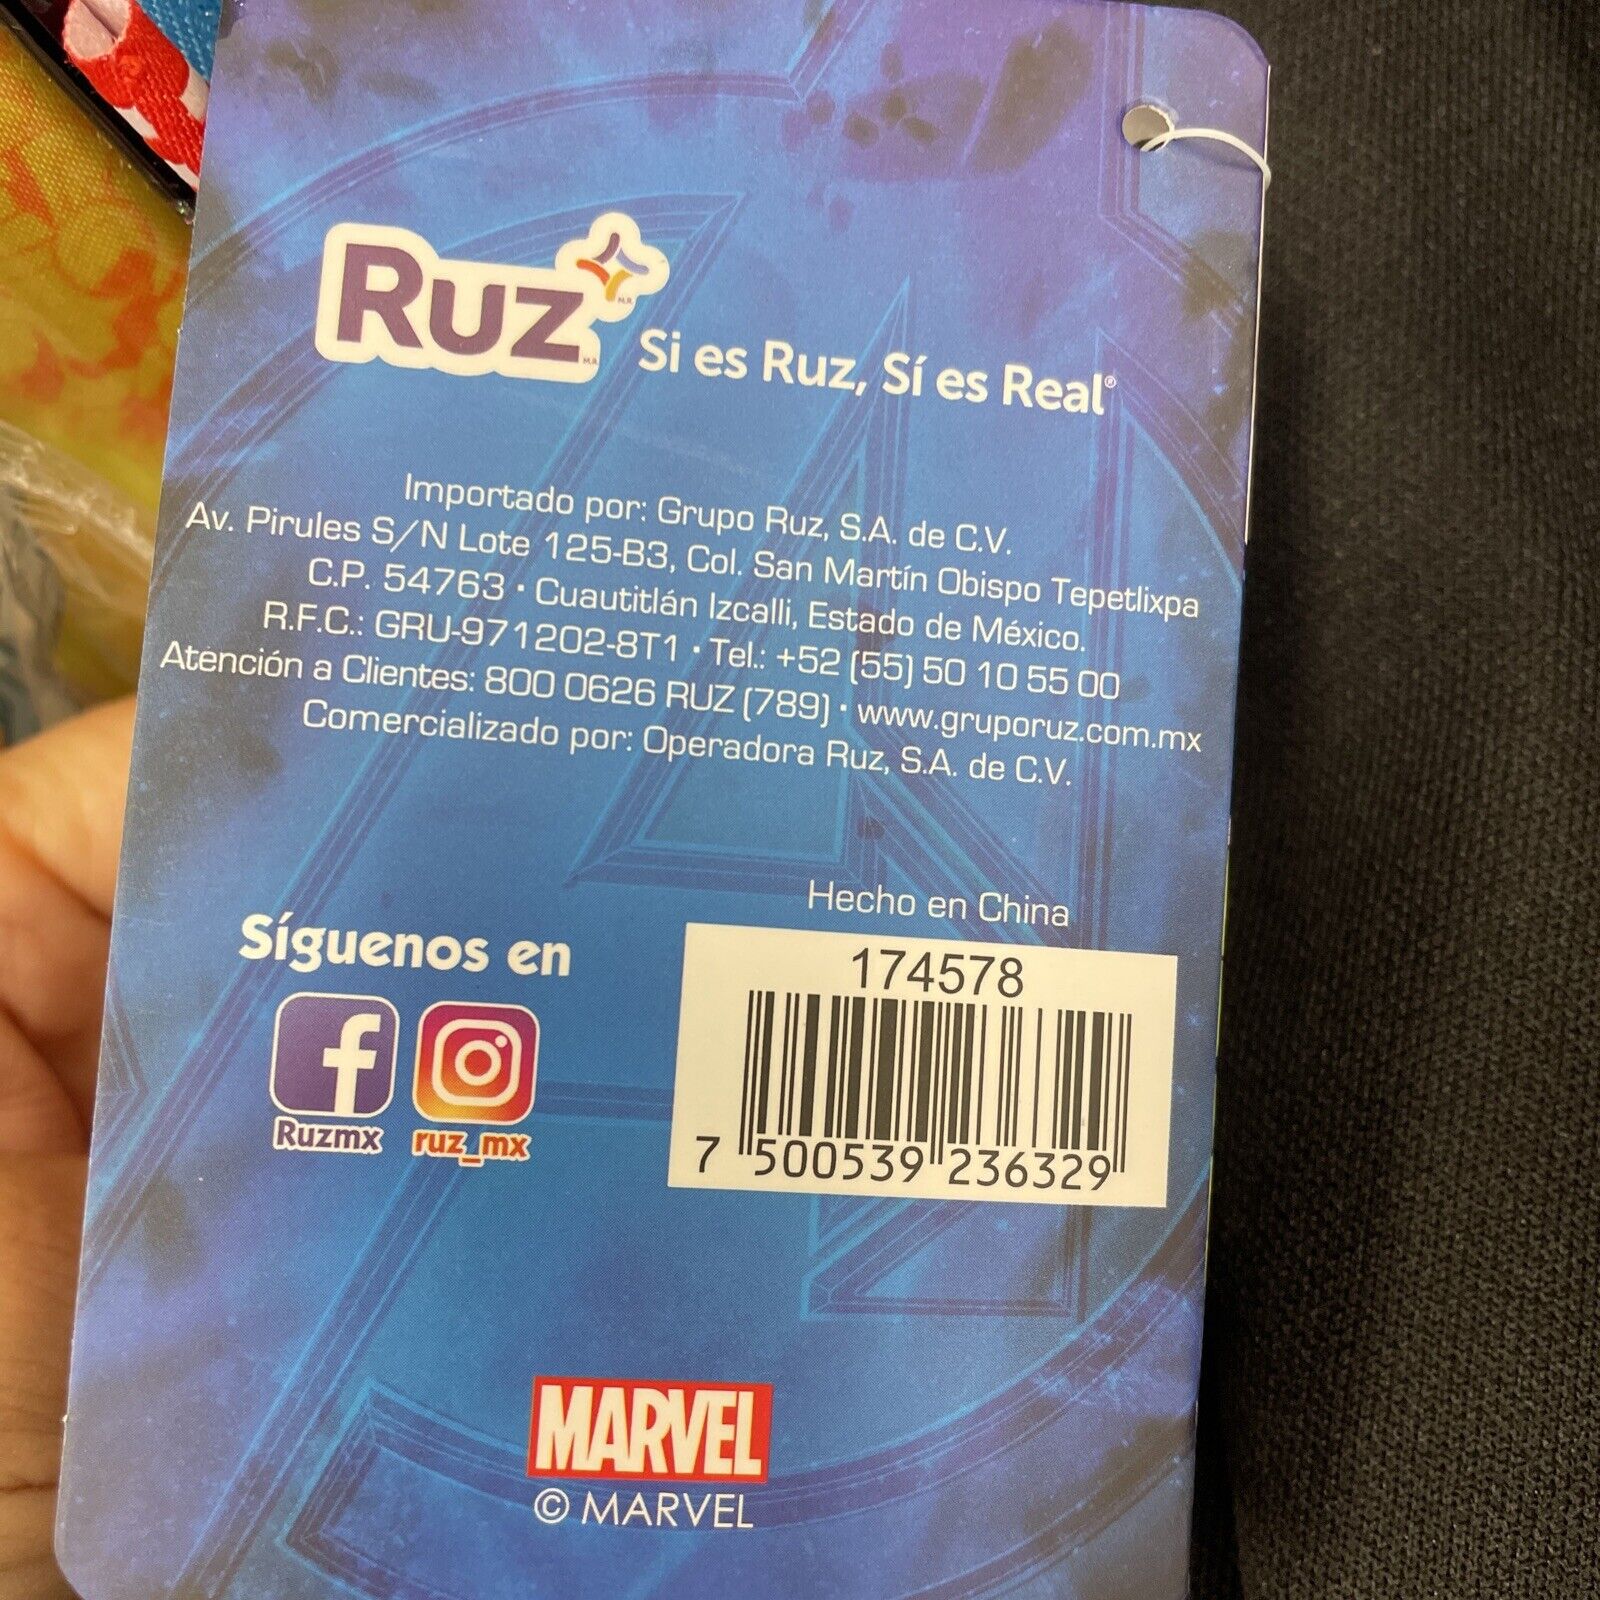 Ruz M.R.
M.R.
Si es Ruz, Sí es Real®
Importado por: Grupo Ruz, S.A. de C.V.
Av. Pirules S/N Lote 125-B3, Col. San Martín Obispo Tepetlixpa
C.P. 54763 • Cuautitlán Izcalli, Estado de México.
R.F.C.: GRU-971202-8T1 • Tel.: +52 (55) 50 10 55 00
Atención a Clientes: 800 0626 RUZ (789) • www.gruporuz.com.mx
Comercializado por: Operadora Ruz, S.A. de C.V.
Hecho en China
Síguenos en
Ruzmx
ruz_mx
174578
7 500539 236329
MARVEL
© MARVEL